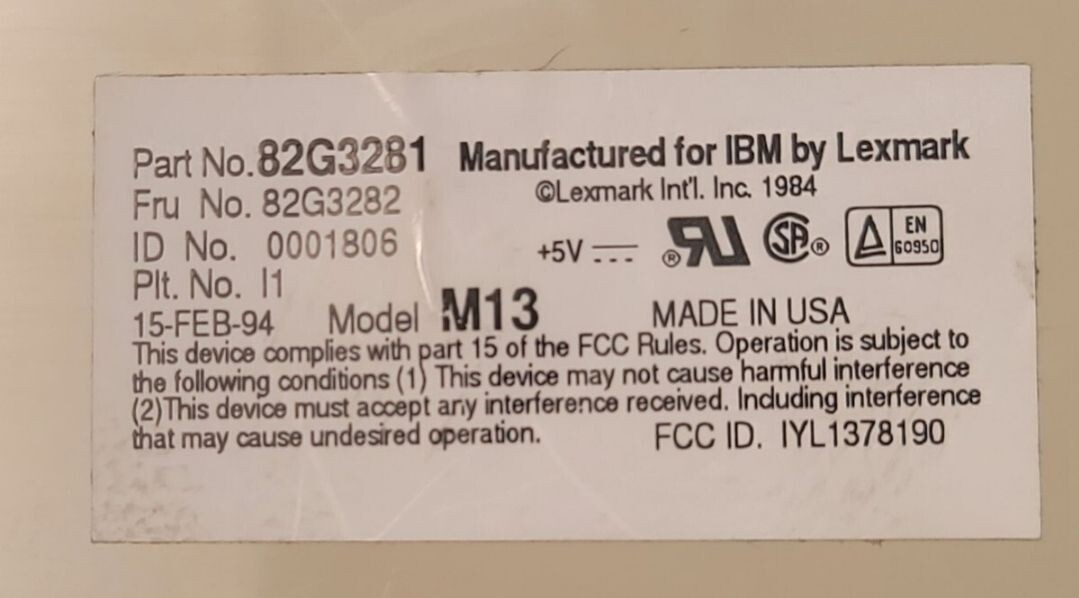 Part No. 82G3281 Manufactured for IBM by Lexmark
Fru No. 82G3282 ©Lexmark Int'l. Inc. 1984
ID No. 0001806 +5V ® RU SA ® EN 60950
Plt. No. I1
15-FEB-94 Model M13 MADE IN USA
This device complies with part 15 of the FCC Rules. Operation is subject to
the following conditions (1) This device may not cause harmful interference
(2)This device must accept any interference received. Including interference
that may cause undesired operation. FCC ID. IYL1378190